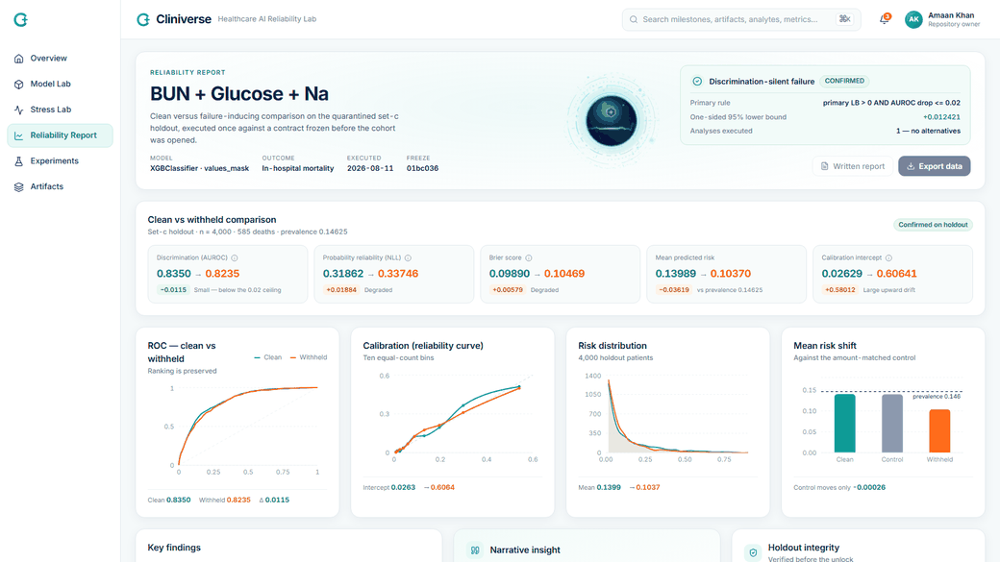 Cliniverse
Healthcare AI Reliability Lab
Search milestones, artifacts, analytes, metrics...
⌘K
3
AK
Amaan Khan
Repository owner
Overview
Model Lab
Stress Lab
Reliability Report
Experiments
Artifacts
RELIABILITY REPORT
BUN + Glucose + Na
Clean versus failure-inducing comparison on the quarantined set-c
holdout, executed once against a contract frozen before the cohort
was opened.
MODEL
XGBClassifier · values_mask
OUTCOME
In-hospital mortality
EXECUTED
2026-08-11
FREEZE
01bc036
Discrimination-silent failure
CONFIRMED
Primary rule
primary LB > 0 AND AUROC drop <= 0.02
One-sided 95% lower bound
+0.012421
Analyses executed
1 — no alternatives
Written report
Export data
Clean vs withheld comparison
Set-c holdout · n = 4,000 · 585 deaths · prevalence 0.14625
Confirmed on holdout
Discrimination (AUROC)
0.8350 → 0.8235
−0.0115 Small — below the 0.02 ceiling
Probability reliability (NLL)
0.31862 → 0.33746
+0.01884 Degraded
Brier score
0.09890 → 0.10469
+0.00579 Degraded
Mean predicted risk
0.13989 → 0.10370
−0.03619 vs prevalence 0.14625
Calibration intercept
0.02629 → 0.60641
+0.58012 Large upward drift
ROC — clean vs
withheld
Ranking is preserved
Clean
Withheld
1
0.5
0
0 0.25 0.5 0.75 1
Clean 0.8350 Withheld 0.8235 Δ 0.0115
Calibration (reliability curve)
Ten equal-count bins
0.6
0.3
0
0 0.2 0.4 0.6
Intercept 0.0263 → 0.6064
Risk distribution
4,000 holdout patients
1400
1050
700
350
0
0.00 0.25 0.50 0.75
Mean 0.1399 → 0.1037
Mean risk shift
Against the amount-matched control
0.15
0.10
0.05
0.00
prevalence 0.146
Clean Control Withheld
Control moves only −0.00026
Key findings
Narrative insight
Holdout integrity
Verified before the unlock